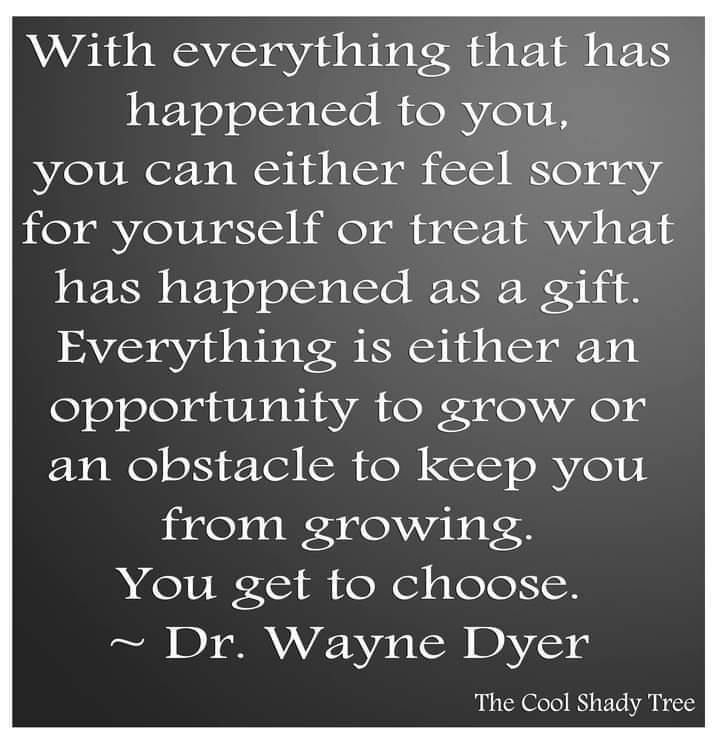 With everything that has
happened to you,
you can either feel sorry
for yourself or treat what
has happened as a gift.
Everything is either an
opportunity to grow or
an obstacle to keep you
from growing.
You get to choose.
~ Dr. Wayne Dyer
The Cool Shady Tree